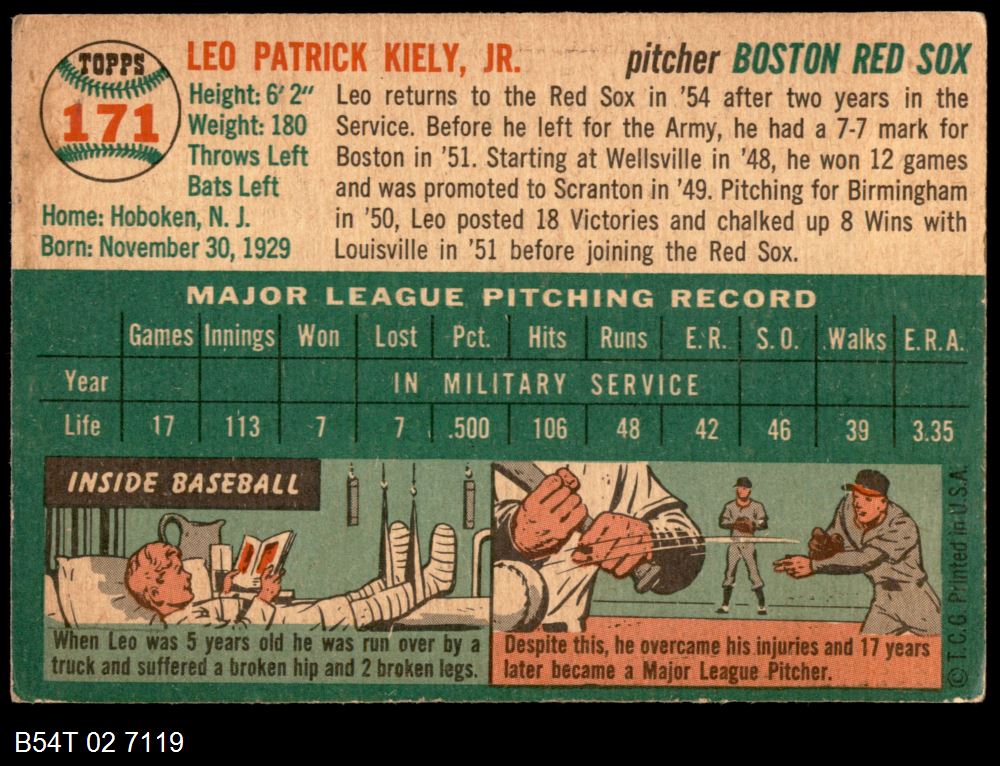 TOPPS
171
LEO PATRICK KIELY, JR.
pitcher BOSTON RED SOX
Height: 6' 2"
Weight: 180
Throws Left
Bats Left
Home: Hoboken, N. J.
Born: November 30, 1929
Leo returns to the Red Sox in '54 after two years in the
Service. Before he left for the Army, he had a 7-7 mark for
Boston in '51. Starting at Wellsville in '48, he won 12 games
and was promoted to Scranton in '49. Pitching for Birmingham
in '50, Leo posted 18 Victories and chalked up 8 Wins with
Louisville in '51 before joining the Red Sox.
MAJOR LEAGUE PITCHING RECORD
Games Innings Won Lost Pct. Hits Runs E.R. S.O. Walks E.R.A.
Year IN MILITARY SERVICE
Life 17 113 7 7 .500 106 48 42 46 39 3.35
INSIDE BASEBALL
When Leo was 5 years old he was run over by a
truck and suffered a broken hip and 2 broken legs.
Despite this, he overcame his injuries and 17 years
later became a Major League Pitcher.
© T.C.G. Printed in U.S.A.
B54T 02 7119